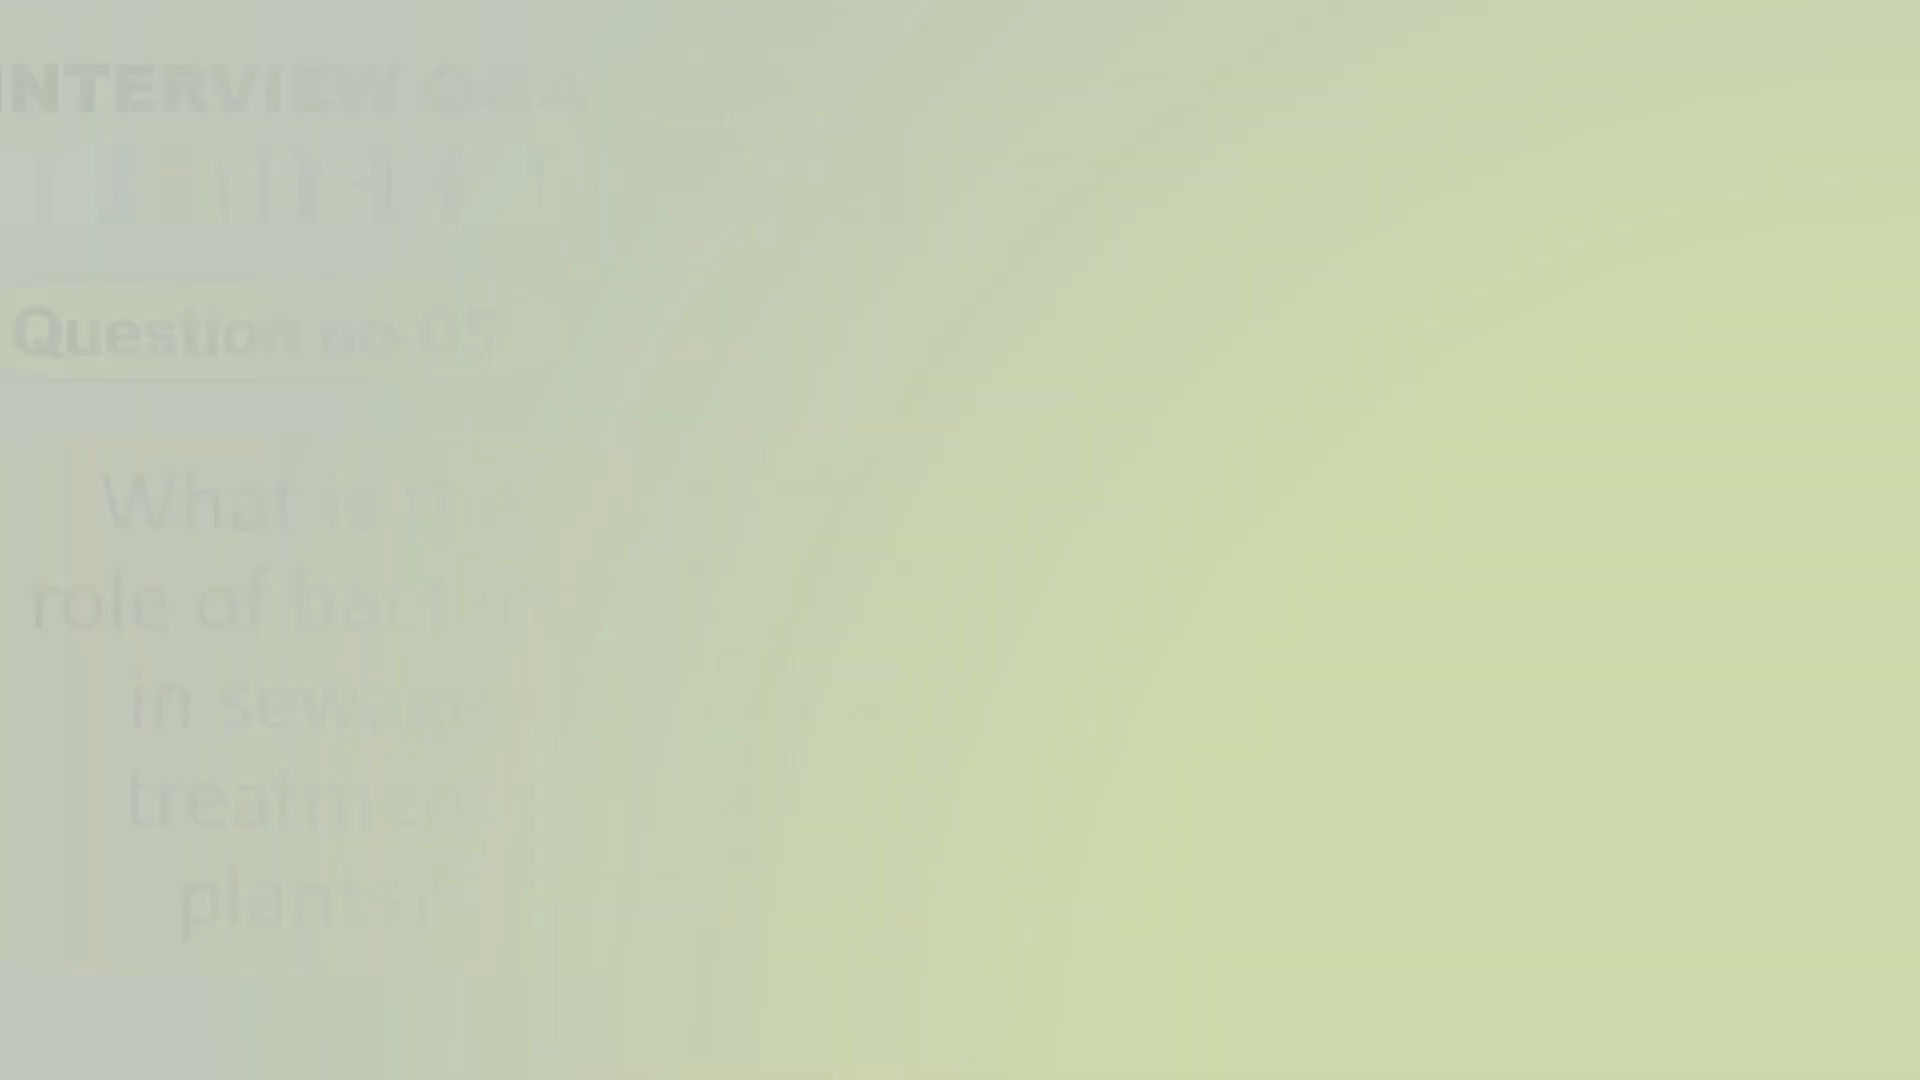 INTERVIEW Q&A
Question no-05
What is the
role of bacteria
in sewage
treatment
plants?